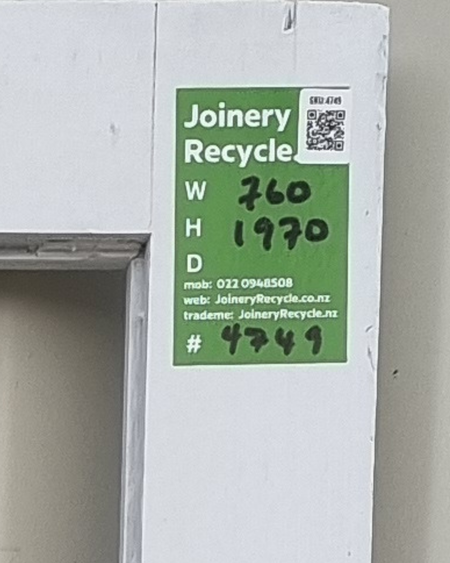 Joinery
SKU:4749
Recycle
W 760
H 1970
D
mob: 022 0948508
web: JoineryRecycle.co.nz
trademe: JoineryRecycle.nz
# 4749